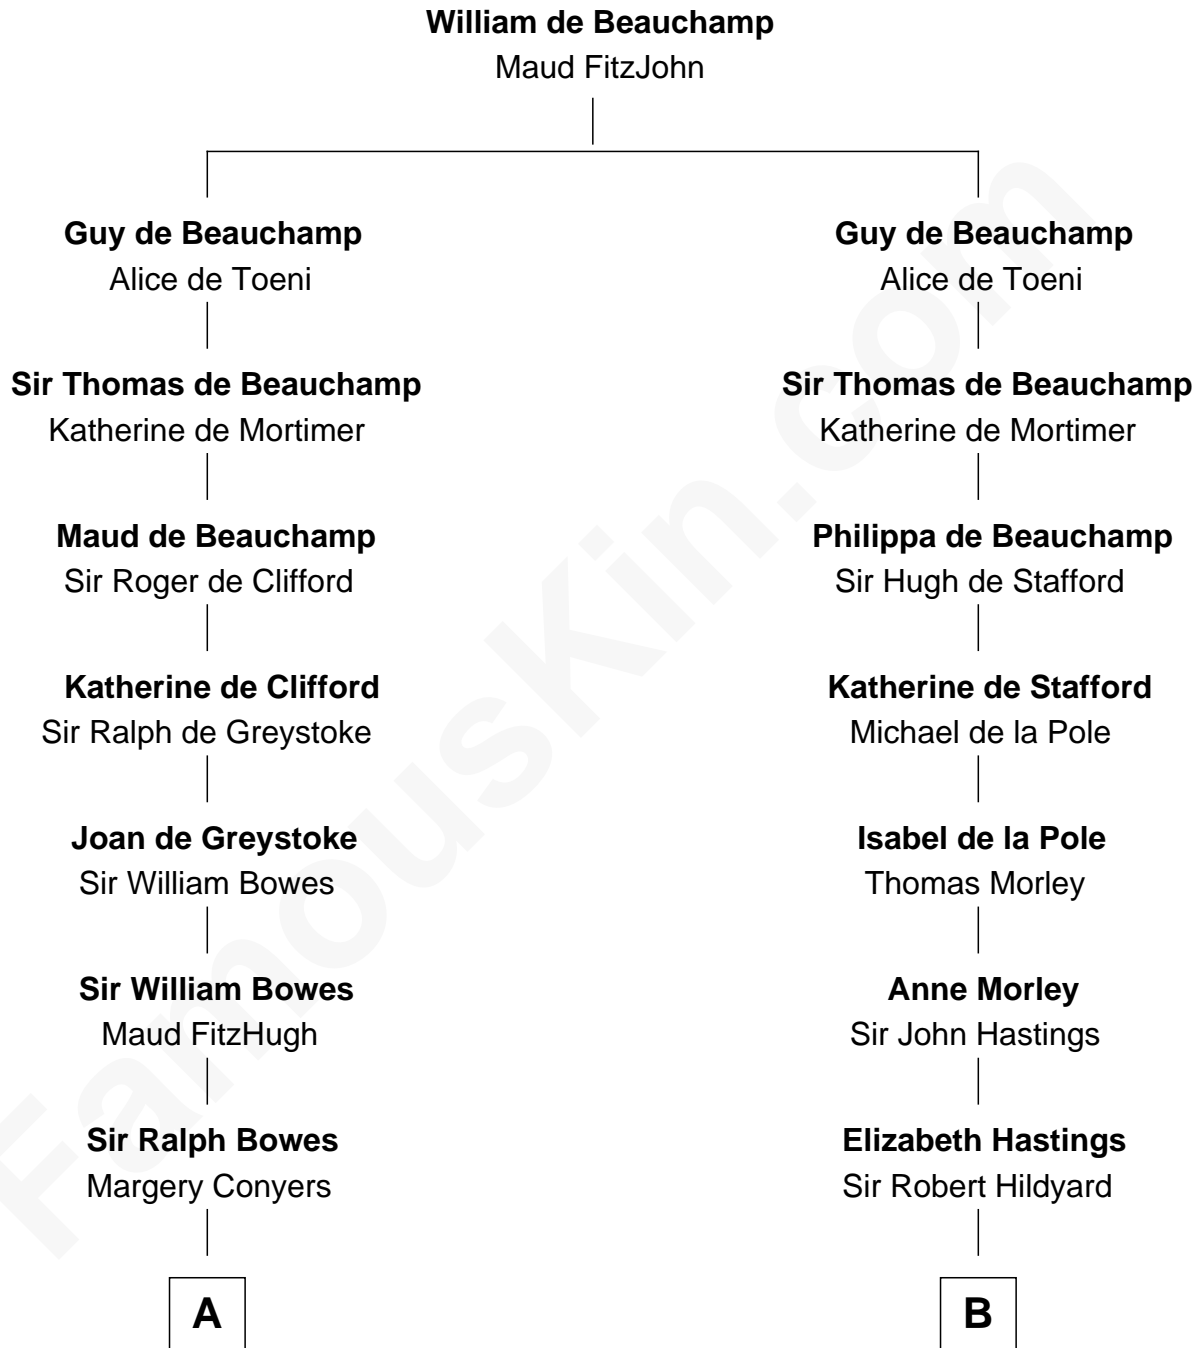 William de Beauchamp
Maud FitzJohn
Guy de Beauchamp
Alice de Toeni
Sir Thomas de Beauchamp
Katherine de Mortimer
Maud de Beauchamp
Sir Roger de Clifford
Katherine de Clifford
Sir Ralph de Greystoke
Joan de Greystoke
Sir William Bowes
Sir William Bowes
Maud FitzHugh
Sir Ralph Bowes
Margery Conyers
A
Guy de Beauchamp
Alice de Toeni
Sir Thomas de Beauchamp
Katherine de Mortimer
Philippa de Beauchamp
Sir Hugh de Stafford
Katherine de Stafford
Michael de la Pole
Isabel de la Pole
Thomas Morley
Anne Morley
Sir John Hastings
Elizabeth Hastings
Sir Robert Hildyard
B
FamousKin.com